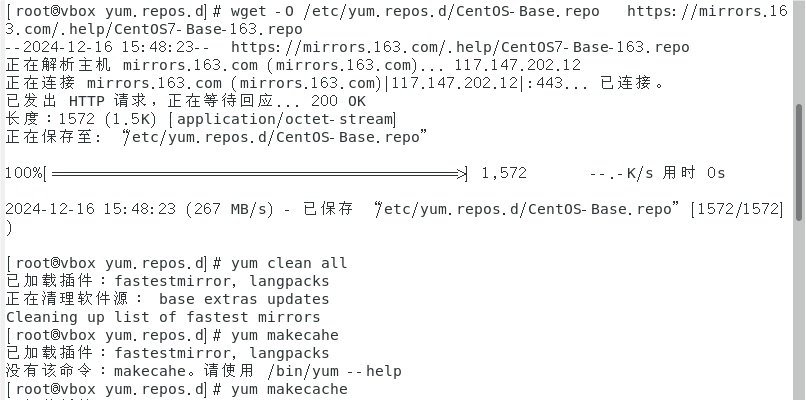 [root@vbox yum.repos.d]# wget -O /etc/yum.repos.d/CentOS-Base.repo   https://mirrors.16
3.com/.help/CentOS7-Base-163.repo
--2024-12-16 15:48:23--  https://mirrors.163.com/.help/CentOS7-Base-163.repo
正在解析主机 mirrors.163.com (mirrors.163.com)... 117.147.202.12
正在连接 mirrors.163.com (mirrors.163.com)|117.147.202.12|:443... 已连接。
已发出 HTTP 请求，正在等待回应... 200 OK
长度：1572 (1.5K) [application/octet-stream]
正在保存至: “/etc/yum.repos.d/CentOS-Base.repo”
100%[======================================>] 1,572       --.-K/s 用时 0s
2024-12-16 15:48:23 (267 MB/s) - 已保存 “/etc/yum.repos.d/CentOS-Base.repo” [1572/1572]
)
[root@vbox yum.repos.d]# yum clean all
已加载插件：fastestmirror, langpacks
正在清理软件源： base extras updates
Cleaning up list of fastest mirrors
[root@vbox yum.repos.d]# yum makecahe
已加载插件：fastestmirror, langpacks
没有该命令：makecahe。请使用 /bin/yum --help
[root@vbox yum.repos.d]# yum makecache